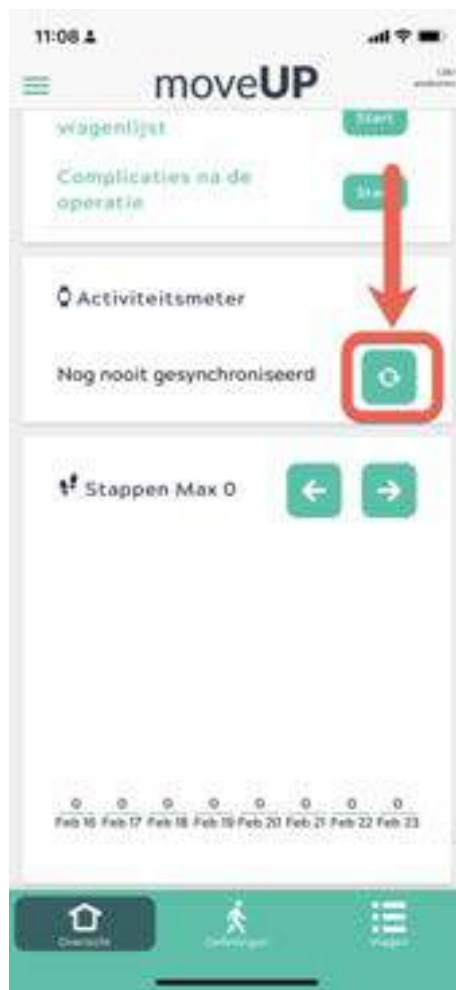 11:08
moveUP
vragenlijst
Start
Complicaties na de
operatie
Activiteitsmeter
Nog nooit gesynchroniseerd
Stappen Max 0
0 0 0 0 0 0 0 0
Feb 16 Feb 17 Feb 18 Feb 19 Feb 20 Feb 21 Feb 22 Feb 23
Overzicht Oefeningen Vragen